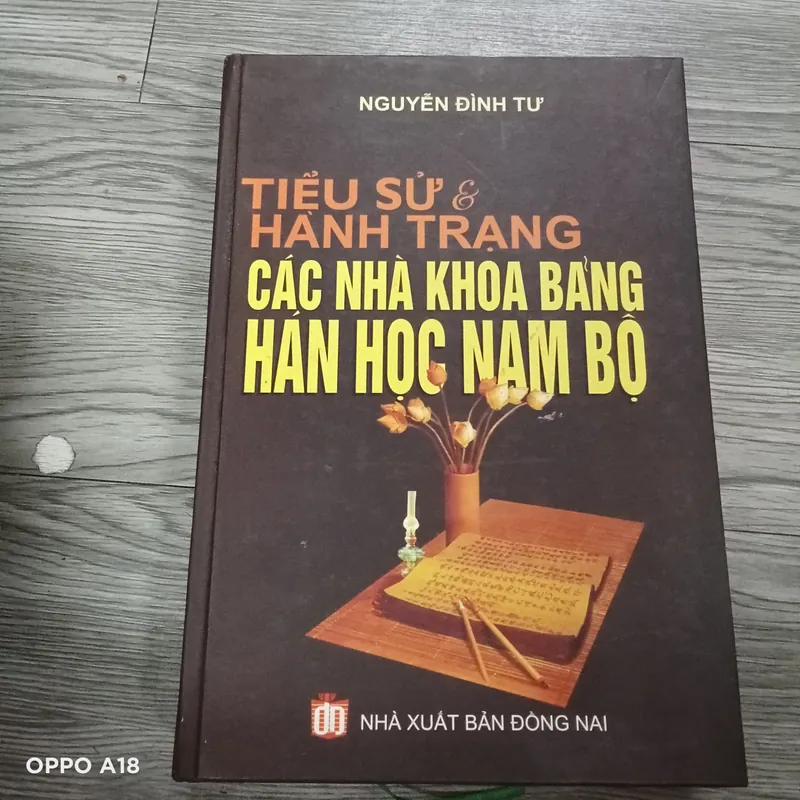 NGUYỄN ĐÌNH TƯ
TIỂU SỬ &
HÀNH TRẠNG
CÁC NHÀ KHOA BẢNG
HÁN HỌC NAM BỘ
NHÀ XUẤT BẢN ĐỒNG NAI
OPPO A18